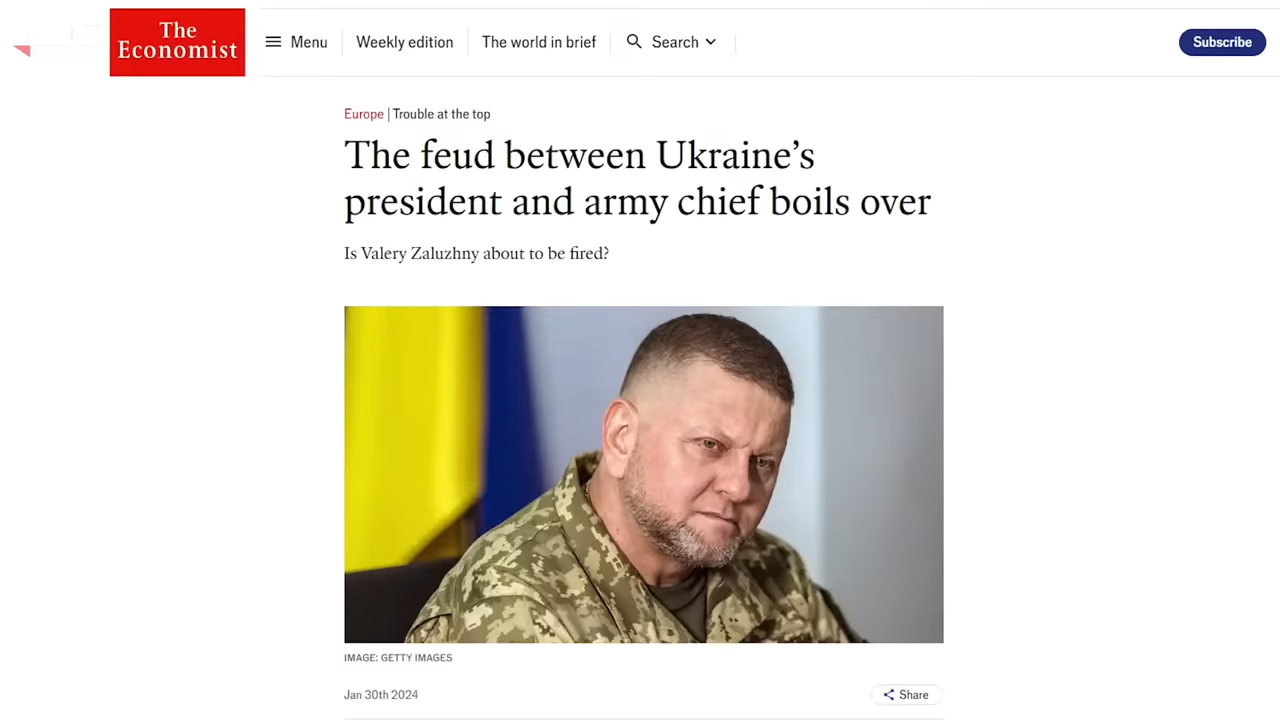 The
Economist
Menu
Weekly edition
The world in brief
Search
Subscribe
Europe | Trouble at the top
The feud between Ukraine’s
president and army chief boils over
Is Valery Zaluzhny about to be fired?
IMAGE: GETTY IMAGES
Jan 30th 2024
Share